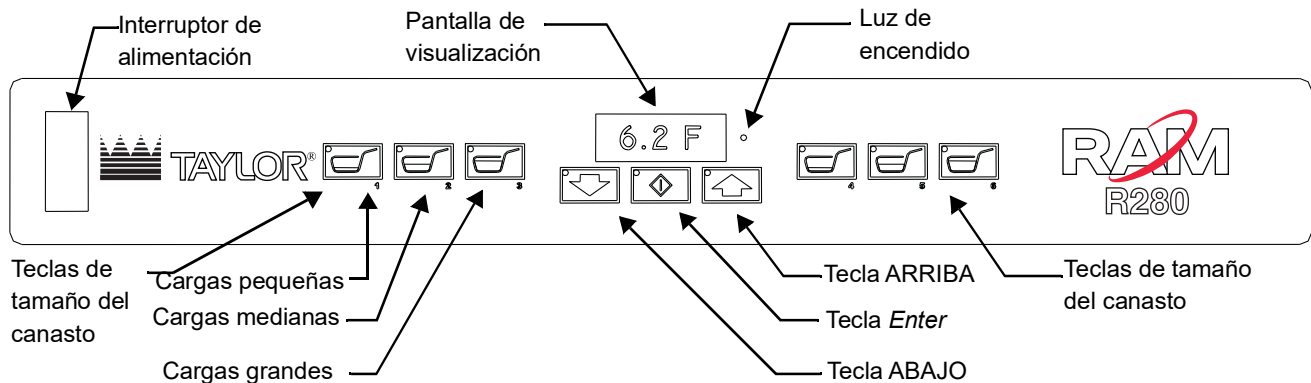 Interruptor de
alimentación
Pantalla de
visualización
Luz de
encendido
6.2 F
TAYLOR®
1
2
3
4
5
6
RAM
R280
Teclas de
tamaño del
canasto
Cargas pequeñas
Cargas medianas
Cargas grandes
Tecla ARRIBA
Tecla Enter
Tecla ABAJO
Teclas de tamaño
del canasto